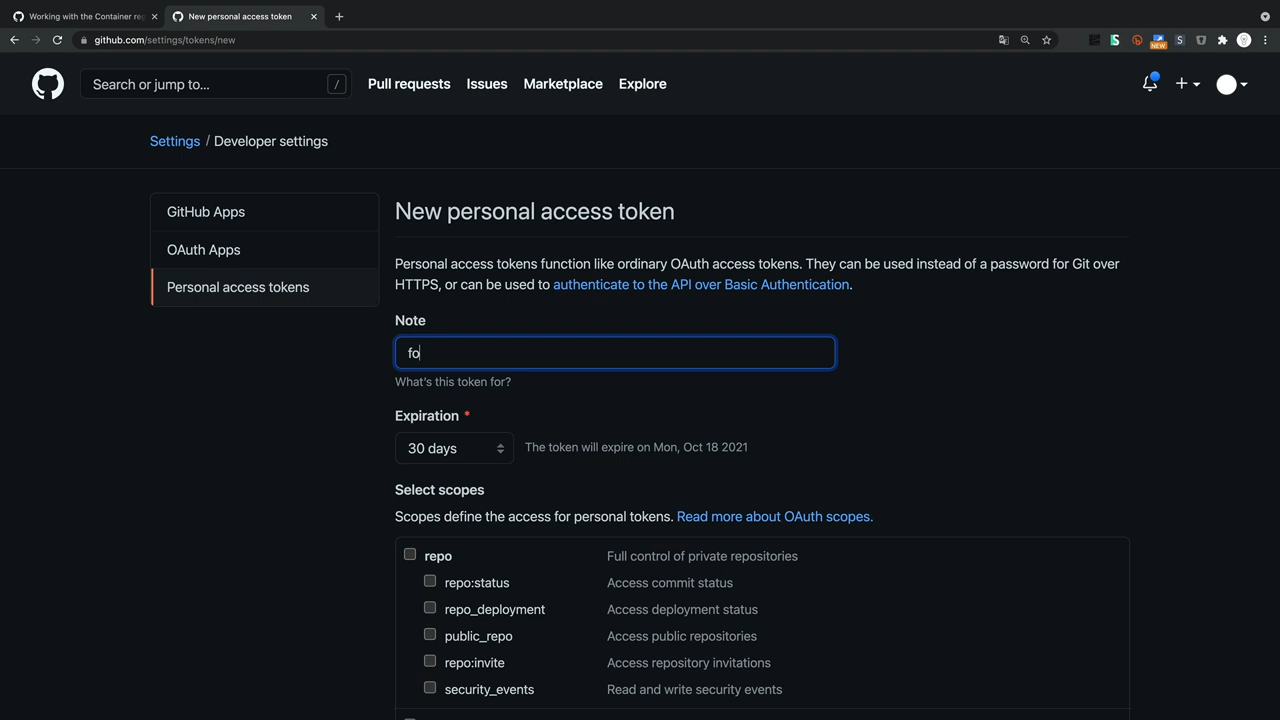 Working with the Container reg
New personal access token
github.com/settings/tokens/new
NEW
S
S
Search or jump to...
/
Pull requests
Issues
Marketplace
Explore
Settings / Developer settings
GitHub Apps
OAuth Apps
Personal access tokens
New personal access token
Personal access tokens function like ordinary OAuth access tokens. They can be used instead of a password for Git over
HTTPS, or can be used to authenticate to the API over Basic Authentication.
Note
fo
What's this token for?
Expiration *
30 days
The token will expire on Mon, Oct 18 2021
Select scopes
Scopes define the access for personal tokens. Read more about OAuth scopes.
repo Full control of private repositories
repo:status Access commit status
repo_deployment Access deployment status
public_repo Access public repositories
repo:invite Access repository invitations
security_events Read and write security events